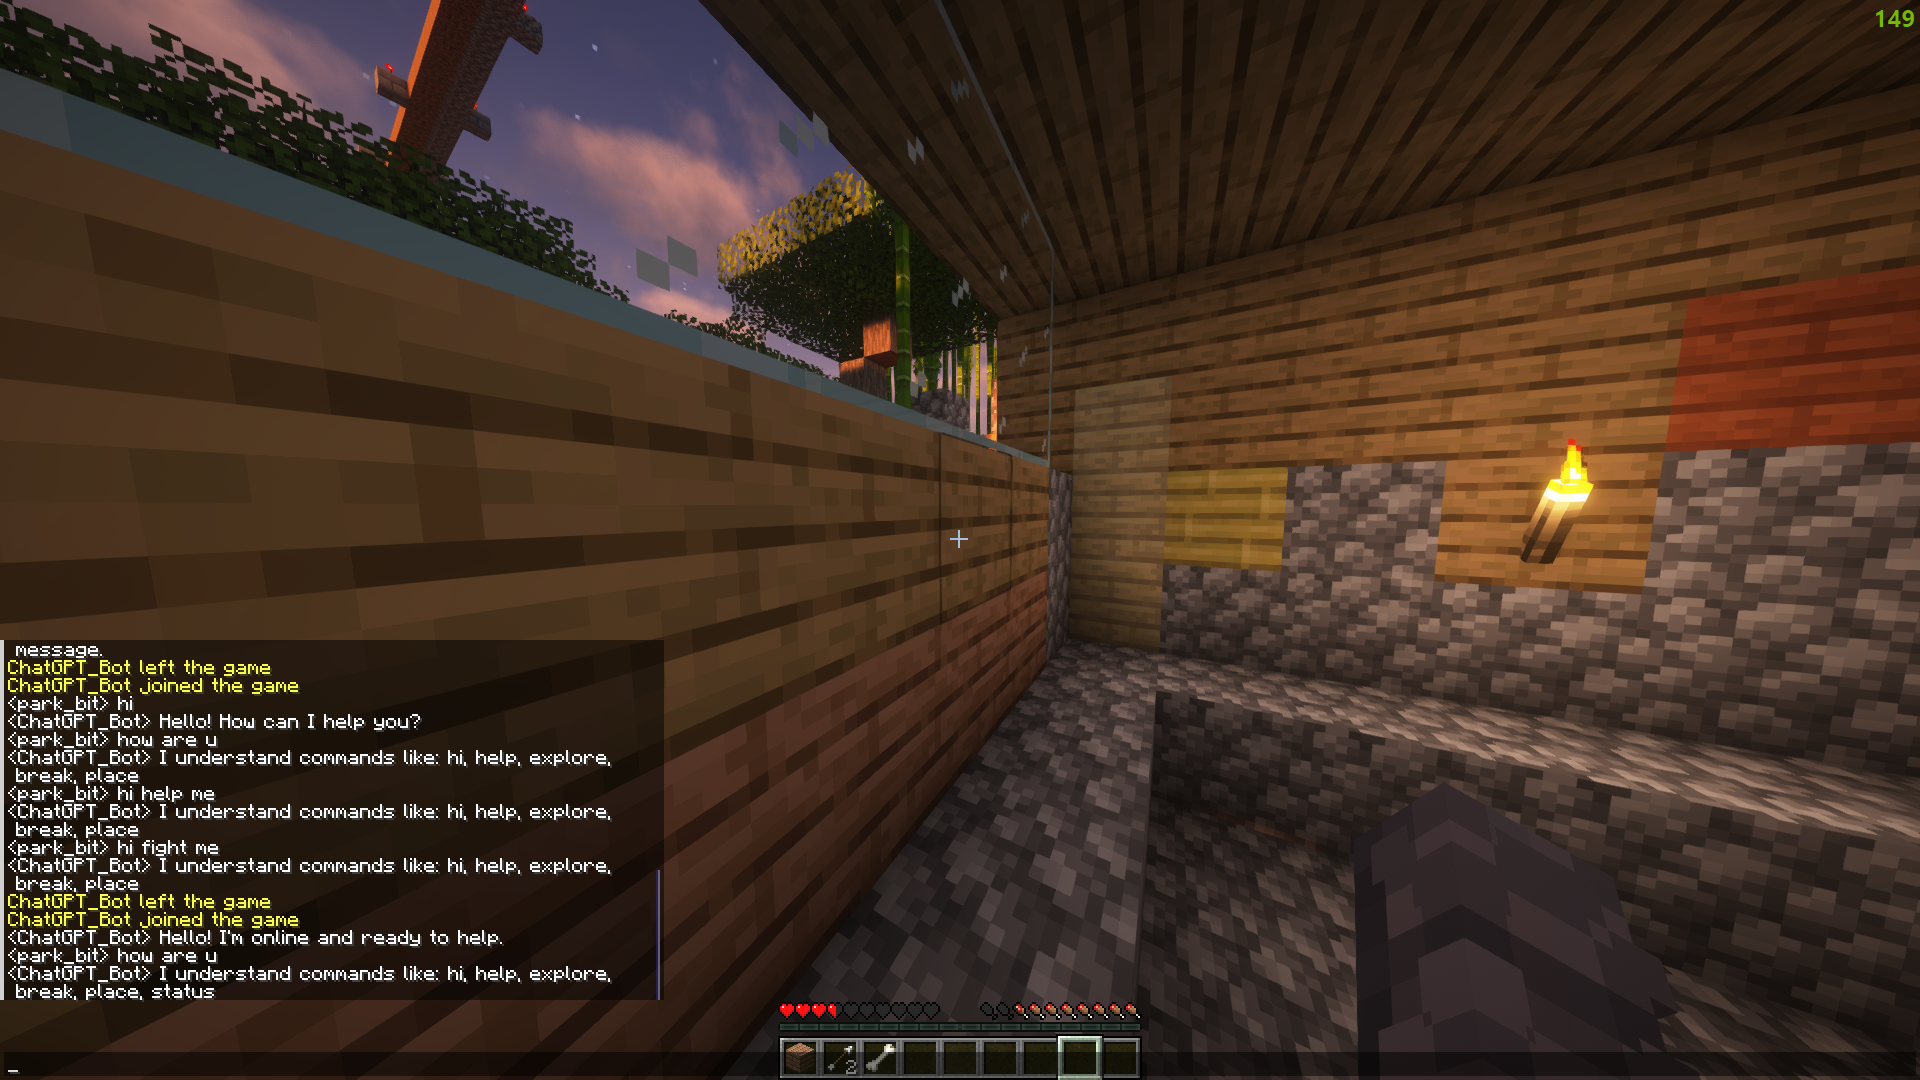 149
message.
ChatGPT_Bot left the game
ChatGPT_Bot joined the game
<park_bit> hi
<ChatGPT_Bot> Hello! How can I help you?
<park_bit> how are u
<ChatGPT_Bot> I understand commands like: hi, help, explore,
break, place
<park_bit> hi help me
<ChatGPT_Bot> I understand commands like: hi, help, explore,
break, place
<park_bit> hi fight me
<ChatGPT_Bot> I understand commands like: hi, help, explore,
break, place
ChatGPT_Bot left the game
ChatGPT_Bot joined the game
<ChatGPT_Bot> Hello! I'm online and ready to help.
<park_bit> how are u
<ChatGPT_Bot> I understand commands like: hi, help, explore,
break, place, status
2
_